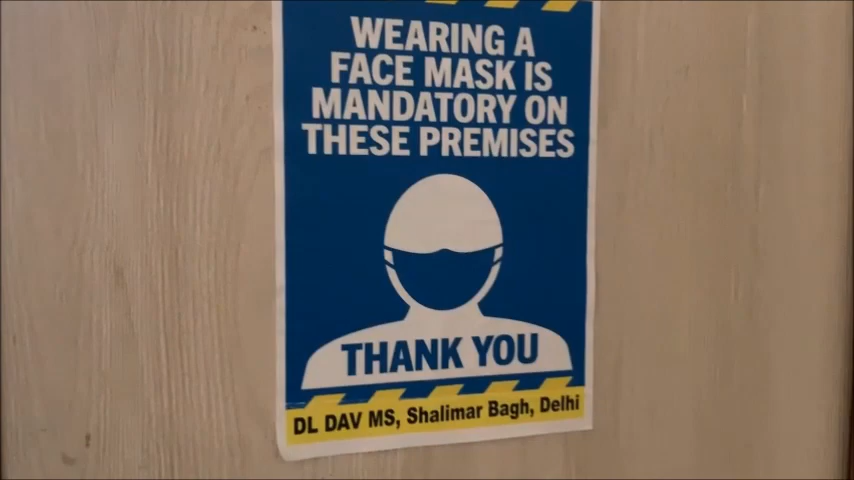 WEARING A
FACE MASK IS
MANDATORY ON
THESE PREMISES
THANK YOU
DL DAV MS, Shalimar Bagh, Delhi